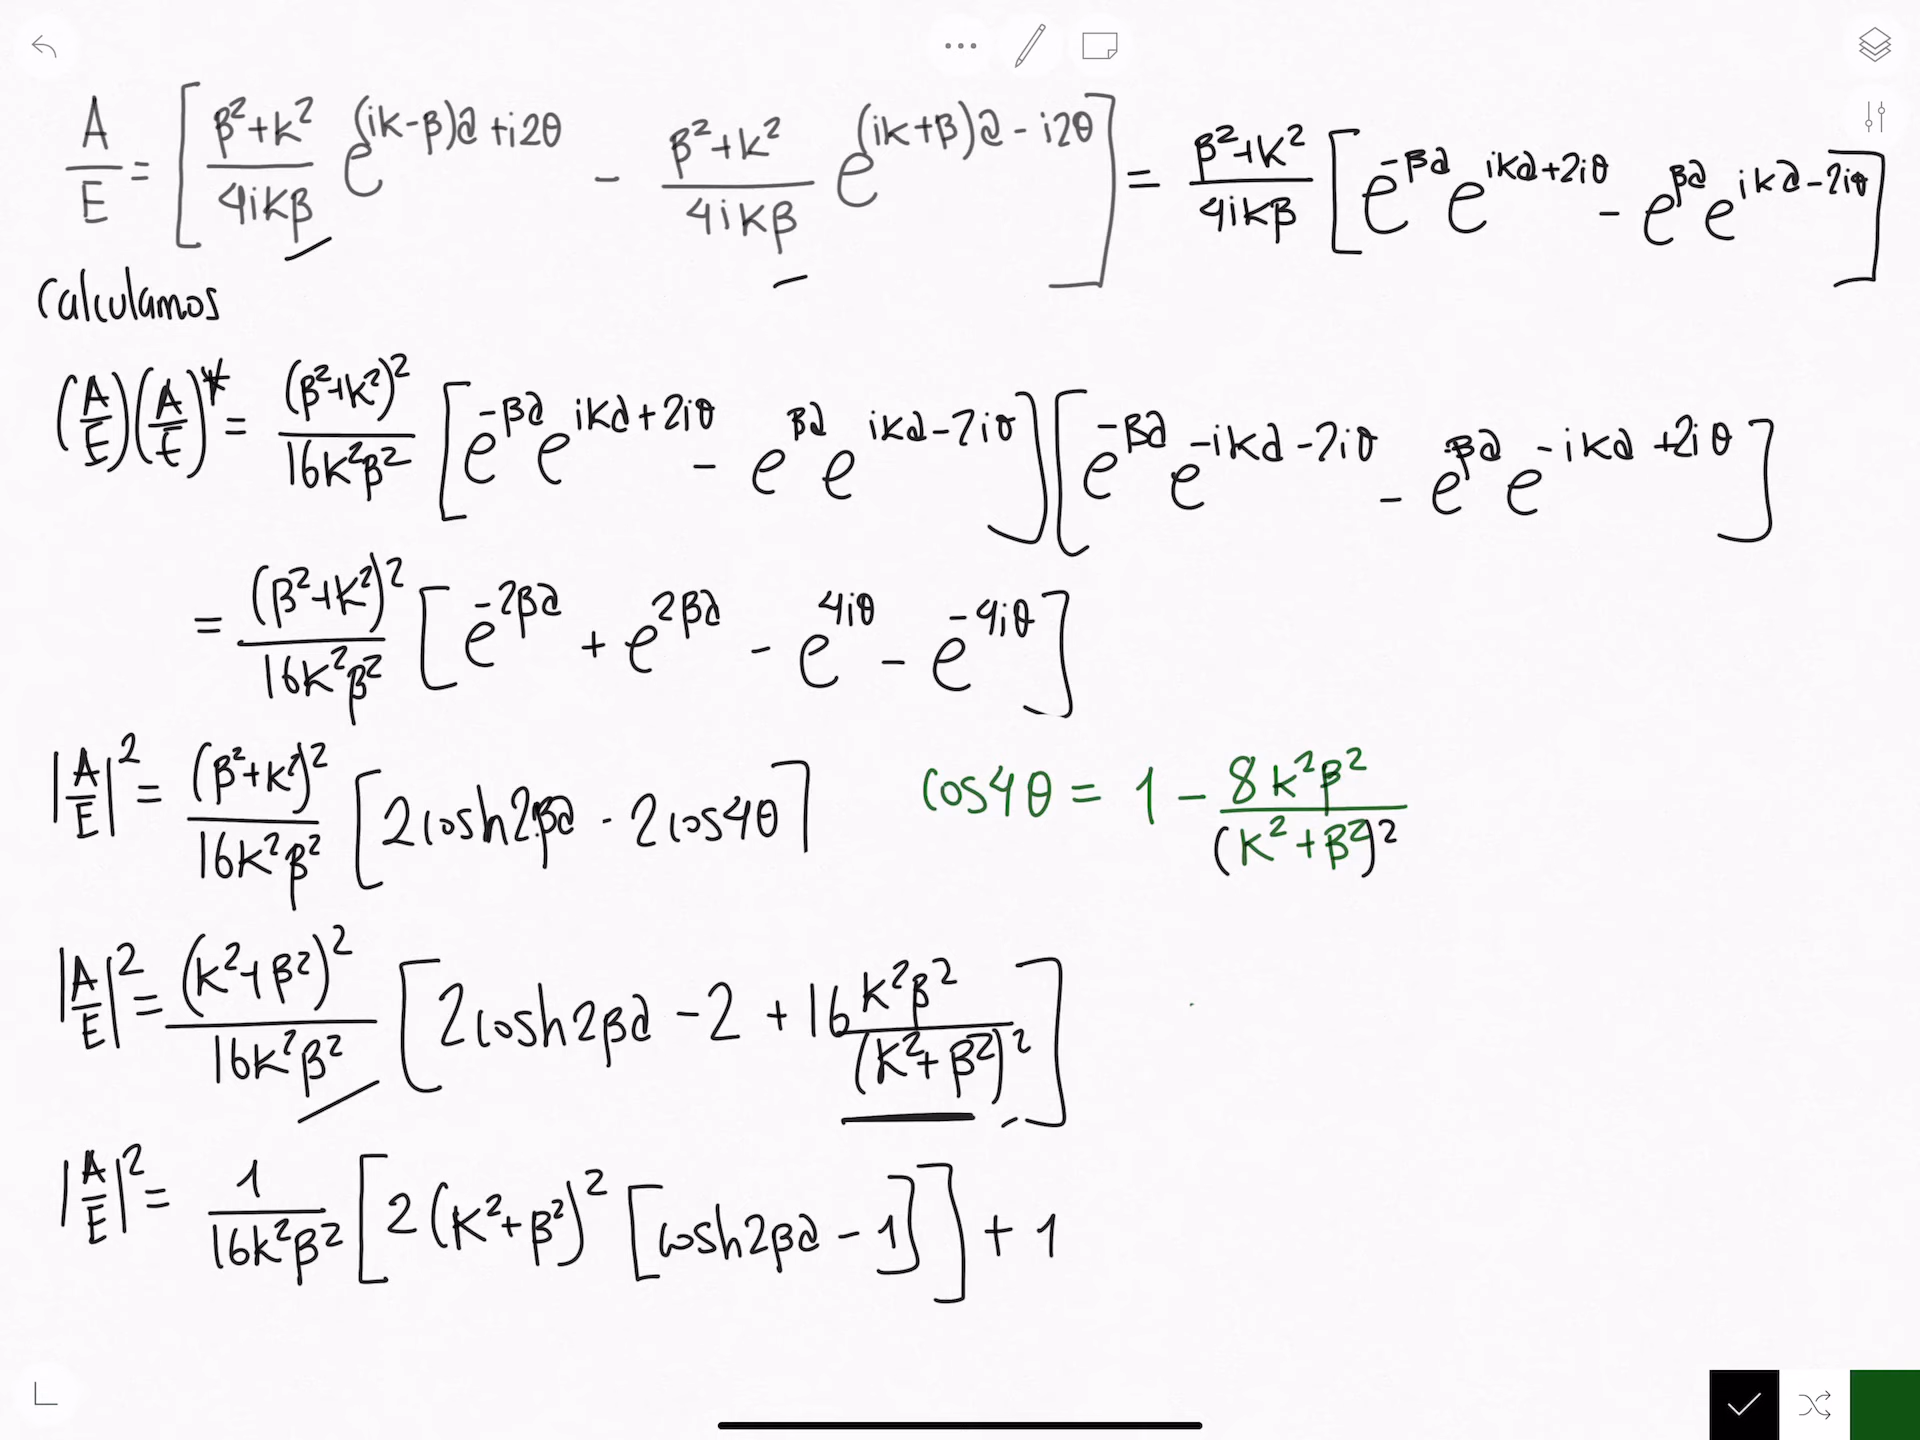 A/E = [ (β²+k²)/(4ikβ) e^{(ik-β)a+i2θ} - (β²+k²)/(4ikβ) e^{(ik+β)a-i2θ} ] = (β²+k²)/(4ikβ) [ e^{-βa} e^{ika+2iθ} - e^{βa} e^{ika-2iθ} ]
Calculamos
(A/E)(A/E)* = (β²+k²)²/(16k²β²) [ e^{-βa} e^{ika+2iθ} - e^{βa} e^{ika-2iθ} ][ e^{-βa} e^{-ika-2iθ} - e^{βa} e^{-ika+2iθ} ]
= (β²+k²)²/(16k²β²) [ e^{-2βa} + e^{2βa} - e^{4iθ} - e^{-4iθ} ]
|A/E|² = (β²+k²)²/(16k²β²) [ 2cosh2βa - 2cos4θ ] cos4θ = 1 - 8k²β²/(k²+β²)²
|A/E|² = (k²+β²)²/(16k²β²) [ 2cosh2βa - 2 + 16 k²β²/(k²+β²)² ]
|A/E|² = 1/(16k²β²) [ 2(k²+β²)² [cosh2βa - 1] ] + 1